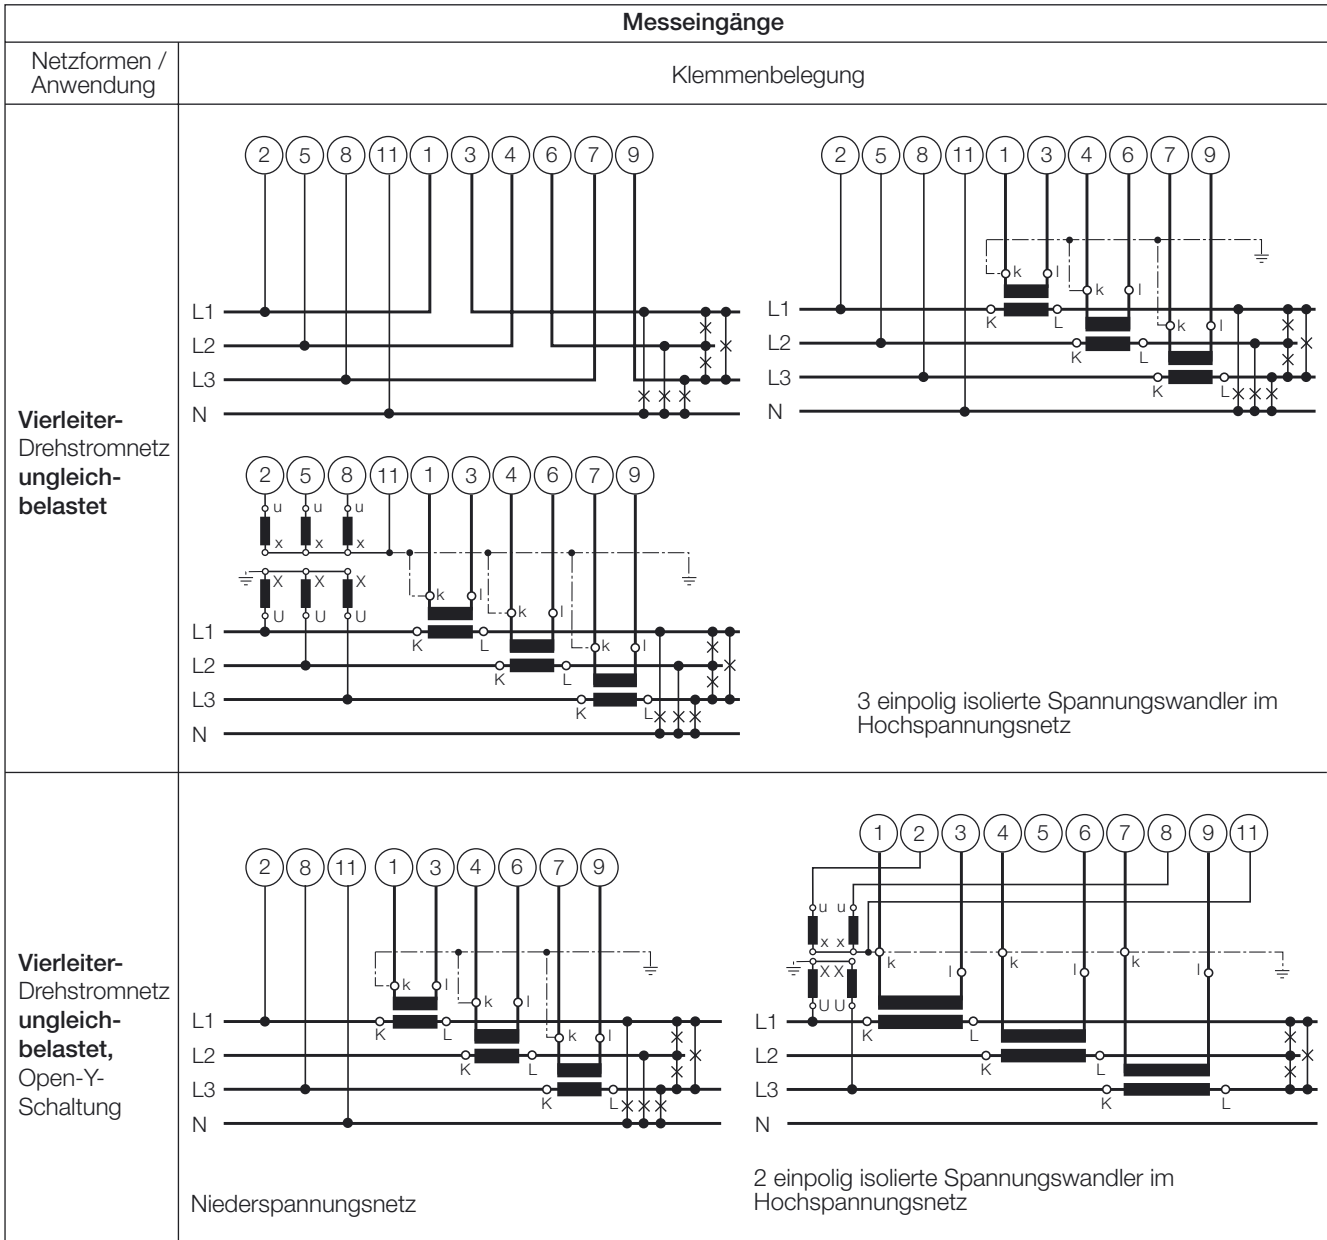 Messeingänge
Netzformen /
Anwendung
Klemmenbelegung
Vierleiter-
Drehstromnetz
ungleich-
belastet
2 5 8 11 1 3 4 6 7 9
k l
k l
k l
L1
L2
L3
N
K L
K L
K L
2 5 8 11 1 3 4 6 7 9
L1
L2
L3
N
2 5 8 11 1 3 4 6 7 9
u u u
x x x
X X X
U U U
k l
k l
k l
L1
L2
L3
N
K L
K L
K L
3 einpolig isolierte Spannungswandler im
Hochspannungsnetz
Vierleiter-
Drehstromnetz
ungleich-
belastet,
Open-Y-
Schaltung
2 8 11 1 3 4 6 7 9
k l
k l
k l
L1
L2
L3
N
K L
K L
K L
Niederspannungsnetz
1 2 3 4 5 6 7 8 9 11
u u
x x
X X
U U
k l
k l
k l
L1
L2
L3
N
K L
K L
K L
2 einpolig isolierte Spannungswandler im
Hochspannungsnetz